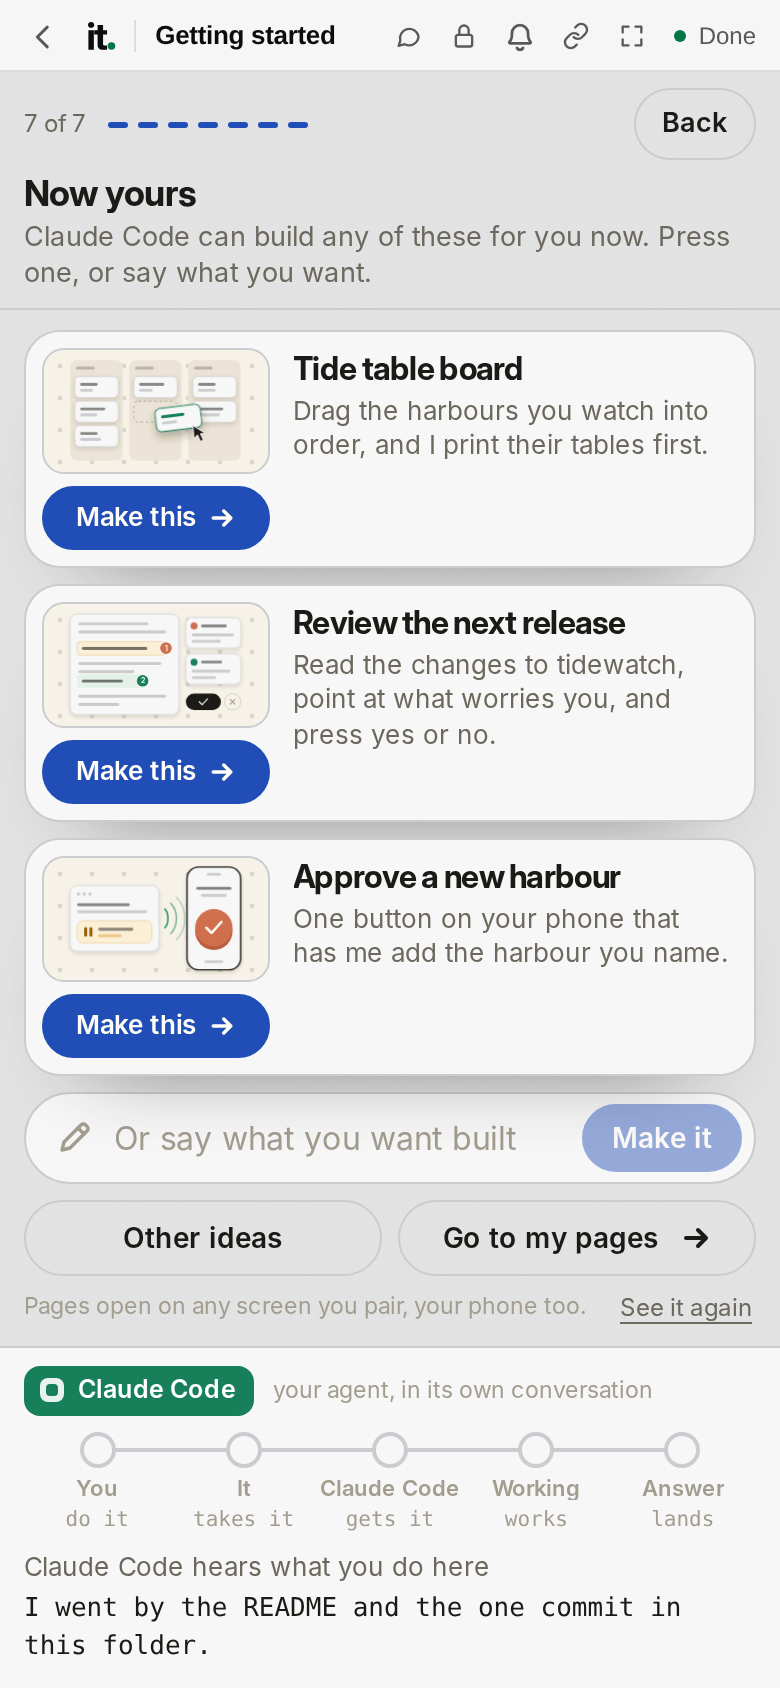 it.
Getting started
Done
7 of 7
Back
Now yours
Claude Code can build any of these for you now. Press
one, or say what you want.
Tide table board
Drag the harbours you watch into
order, and I print their tables first.
Make this
Review the next release
Read the changes to tidewatch,
point at what worries you, and
press yes or no.
1
2
Make this
Approve a new harbour
One button on your phone that
has me add the harbour you name.
Make this
Or say what you want built
Make it
Other ideas
Go to my pages
Pages open on any screen you pair, your phone too.
See it again
Claude Code
your agent, in its own conversation
You
It
Claude Code
Working
Answer
do it
takes it
gets it
works
lands
Claude Code hears what you do here
I went by the README and the one commit in
this folder.